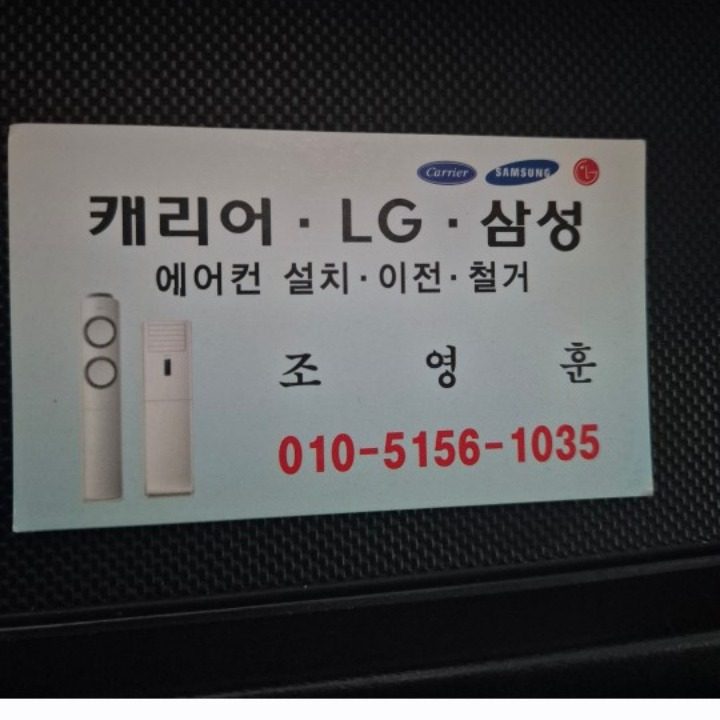 Carrier SAMSUNG LG
캐리어 · LG · 삼성
에어컨 설치 · 이전 · 철거
조 영 훈
010-5156-1035